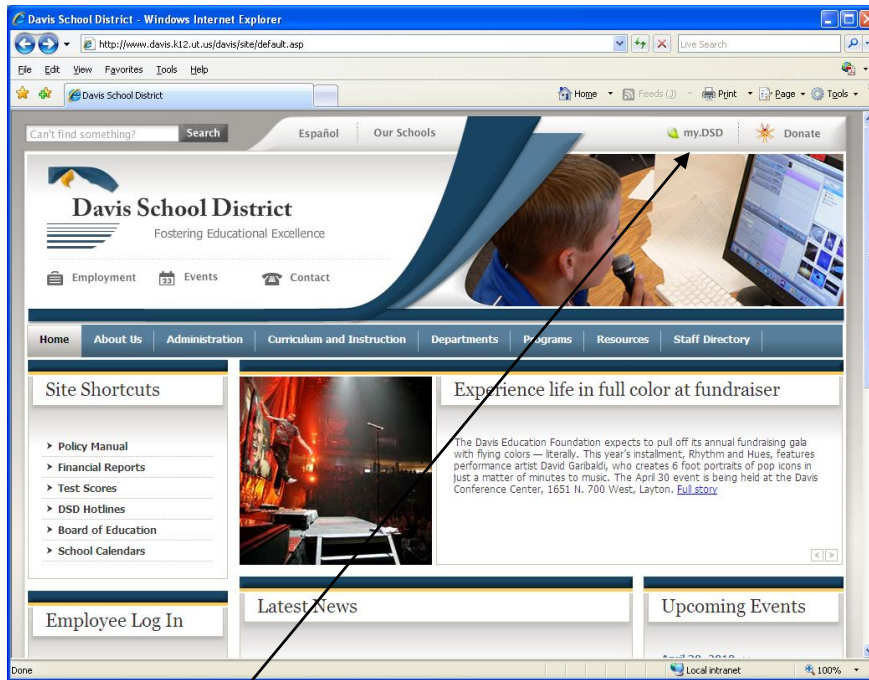 Davis School District - Windows Internet Explorer
http://www.davis.k12.ut.us/davis/site/default.asp
Live Search
File Edit View Favorites Tools Help
Davis School District
Home Feeds (J) Print Page Tools
Can't find something? Search Español Our Schools my.DSD Donate
Davis School District
Fostering Educational Excellence
Employment 23 Events Contact
Home About Us Administration Curriculum and Instruction Departments Programs Resources Staff Directory
Site Shortcuts
Policy Manual
Financial Reports
Test Scores
DSD Hotlines
Board of Education
School Calendars
Experience life in full color at fundraiser
The Davis Education Foundation expects to pull off its annual fundraising gala
with flying colors — literally. This year's installment, Rhythm and Hues, features
performance artist David Garibaldi, who creates 6 foot portraits of pop icons in
just a matter of minutes to music. The April 30 event is being held at the Davis
Conference Center, 1651 N. 700 West, Layton. Full story
Employee Log In
Latest News
Upcoming Events
Done Local intranet 100%